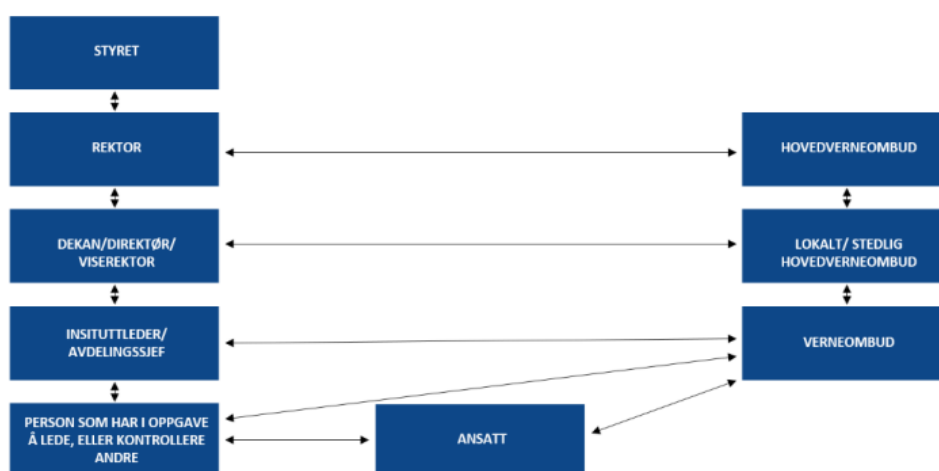 STYRET
REKTOR
HOVEDVERNEOMBUD
DEKAN/DIREKTØR/
VISEREKTOR
LOKALT/ STEDLIG
HOVEDVERNEOMBUD
INSITUTTLEDER/
AVDELINGSSJEF
VERNEOMBUD
PERSON SOM HAR I OPPGAVE
Å LEDE, ELLER KONTROLLERE
ANDRE
ANSATT